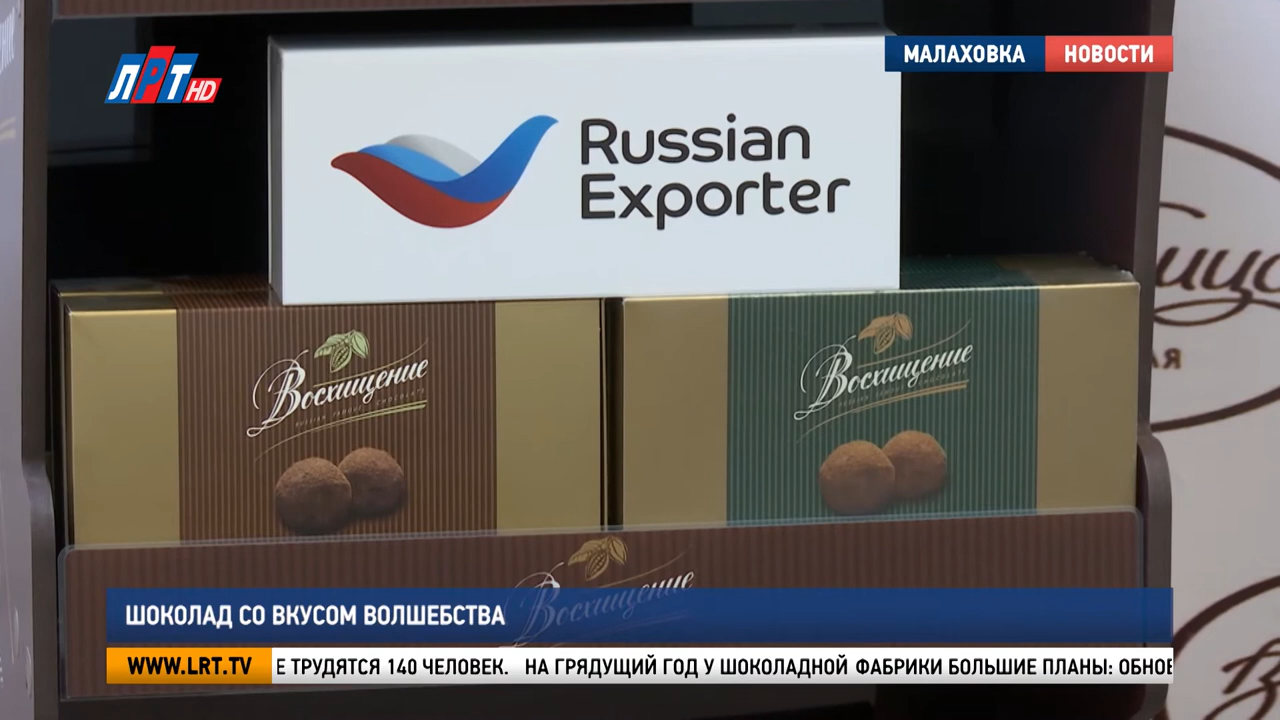 ЛРТ HD
МАЛАХОВКА НОВОСТИ
Russian
Exporter
Восхищение
Восхищение
Восхищение
ШОКОЛАД СО ВКУСОМ ВОЛШЕБСТВА
WWW.LRT.TV Е ТРУДЯТСЯ 140 ЧЕЛОВЕК. НА ГРЯДУЩИЙ ГОД У ШОКОЛАДНОЙ ФАБРИКИ БОЛЬШИЕ ПЛАНЫ: ОБНОВ